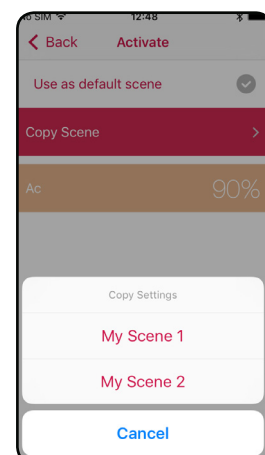 No SIM 12:48
Back Activate
Use as default scene
Copy Scene
Ac 90%
Copy Settings
My Scene 1
My Scene 2
Cancel